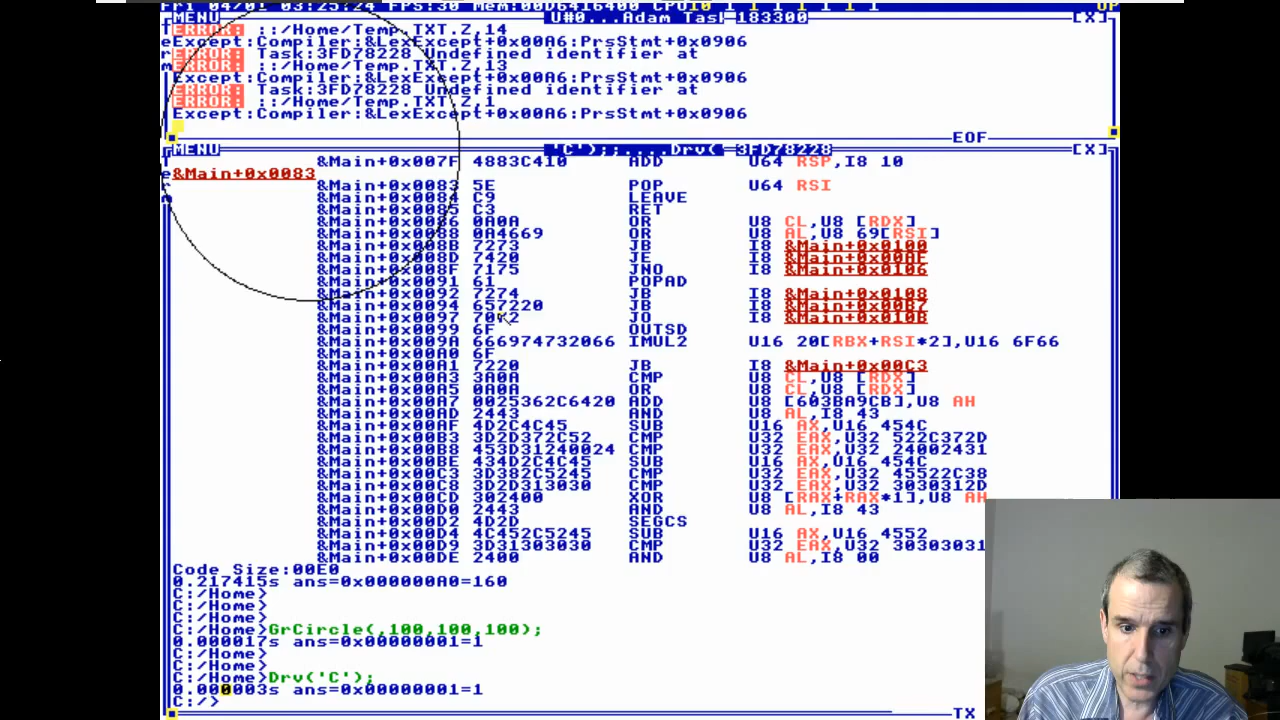 Fri 04/01 03:25:24 FPS:30 Mem:00D6416400 CPU10 1 1 1 1 1 1 OP
MENU U#0...Adam Tas 183300 [X]
ERROR: ::/Home/Temp.TXT.Z,14
Except:Compiler:&LexExcept+0x00A6:PrsStmt+0x0906
ERROR: Task:3FD78228 Undefined identifier at
ERROR: ::/Home/Temp.TXT.Z,13
Except:Compiler:&LexExcept+0x00A6:PrsStmt+0x0906
ERROR: Task:3FD78228 Undefined identifier at
ERROR: ::/Home/Temp.TXT.Z,1
Except:Compiler:&LexExcept+0x00A6:PrsStmt+0x0906
EOF
MENU 'C');;....Drv( 3FD78228 [X]
&Main+0x007F 4883C410 ADD U64 RSP,I8 10
&Main+0x0083
&Main+0x0083 5E POP U64 RSI
&Main+0x0084 C9 LEAVE
&Main+0x0085 C3 RET
&Main+0x0086 0A0A OR U8 CL,U8 [RDX]
&Main+0x0088 0A4669 OR U8 AL,U8 69[RSI]
&Main+0x008B 7273 JB I8 &Main+0x0100
&Main+0x008D 7420 JE I8 &Main+0x00AF
&Main+0x008F 7175 JNO I8 &Main+0x0106
&Main+0x0091 61 POPAD
&Main+0x0092 7274 JB I8 &Main+0x0108
&Main+0x0094 657220 JB I8 &Main+0x00B7
&Main+0x0097 7072 JO I8 &Main+0x010B
&Main+0x0099 6F OUTSD
&Main+0x009A 666974732066 IMUL2 U16 20[RBX+RSI*2],U16 6F66
&Main+0x00A0 6F
&Main+0x00A1 7220 JB I8 &Main+0x00C3
&Main+0x00A3 3A0A CMP U8 CL,U8 [RDX]
&Main+0x00A5 0A0A OR U8 CL,U8 [RDX]
&Main+0x00A7 0025362C6420 ADD U8 [603BA9CB],U8 AH
&Main+0x00AD 2443 AND U8 AL,I8 43
&Main+0x00AF 4D2C4C45 SUB U16 AX,U16 454C
&Main+0x00B3 3D2D372C52 CMP U32 EAX,U32 522C372D
&Main+0x00B8 453D31240024 CMP U32 EAX,U32 24002431
&Main+0x00BE 434D2C4C45 SUB U16 AX,U16 454C
&Main+0x00C3 3D382C5245 CMP U32 EAX,U32 45522C38
&Main+0x00C8 3D2D313030 CMP U32 EAX,U32 3030312D
&Main+0x00CD 302400 XOR U8 [RAX+RAX*1],U8 AH
&Main+0x00D0 2443 AND U8 AL,I8 43
&Main+0x00D2 4D2D SEGCS
&Main+0x00D4 4C452C5245 SUB U16 AX,U16 4552
&Main+0x00D9 3D31303030 CMP U32 EAX,U32 30303031
&Main+0x00DE 2400 AND U8 AL,I8 00
Code Size:00E0
0.217415s ans=0x000000A0=160
C:/Home>
C:/Home>
C:/Home>
C:/Home>GrCircle(,100,100,100);
0.000017s ans=0x00000001=1
C:/Home>
C:/Home>
C:/Home>Drv('C');
0.000003s ans=0x00000001=1
C:/>
TX